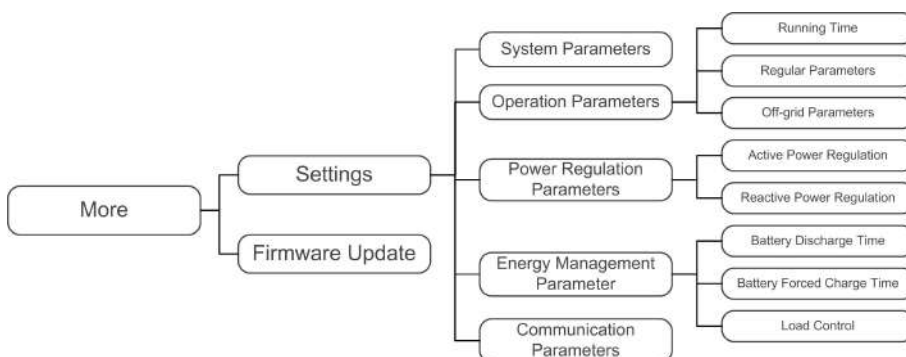 More
Settings
Firmware Update
System Parameters
Operation Parameters
Running Time
Regular Parameters
Off-grid Parameters
Power Regulation
Parameters
Active Power Regulation
Reactive Power Regulation
Energy Management
Parameter
Battery Discharge Time
Battery Forced Charge Time
Load Control
Communication
Parameters